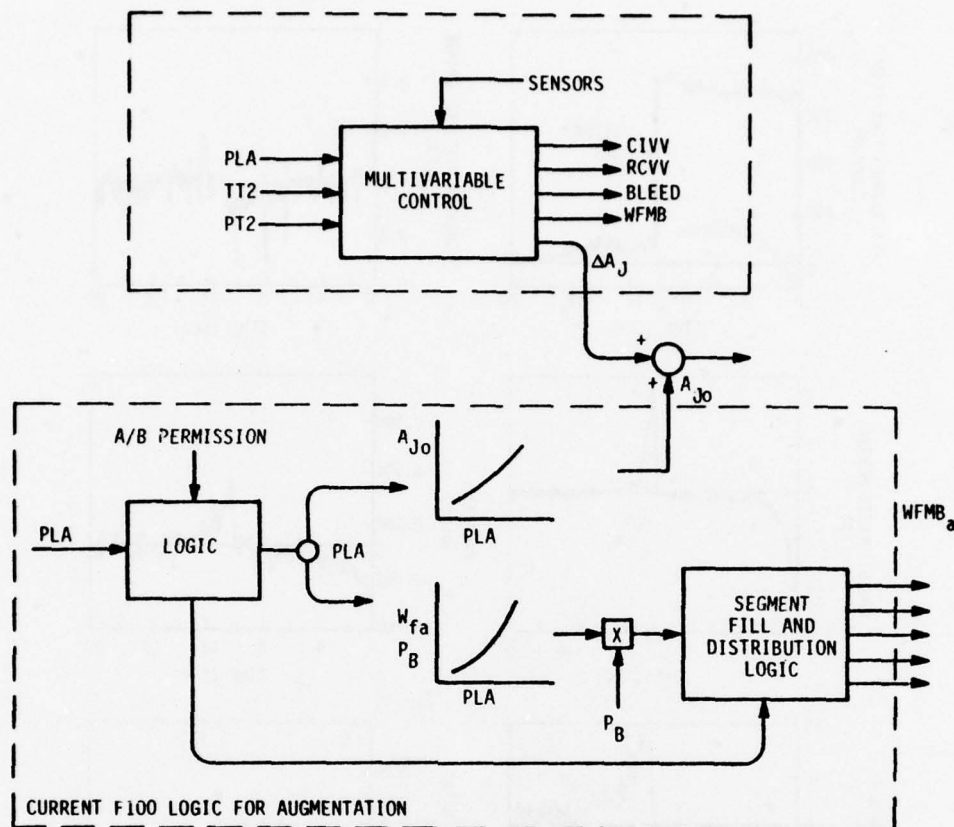 SENSORS
PLA
TT2
PT2
MULTIVARIABLE
CONTROL
CIVV
RCVV
BLEED
WFMB
ΔA_J
+
+
A_Jo
A/B PERMISSION
PLA
LOGIC
PLA
A_Jo
PLA
W_fa
P_B
PLA
X
P_B
SEGMENT
FILL AND
DISTRIBUTION
LOGIC
WFMB_a
CURRENT F100 LOGIC FOR AUGMENTATION